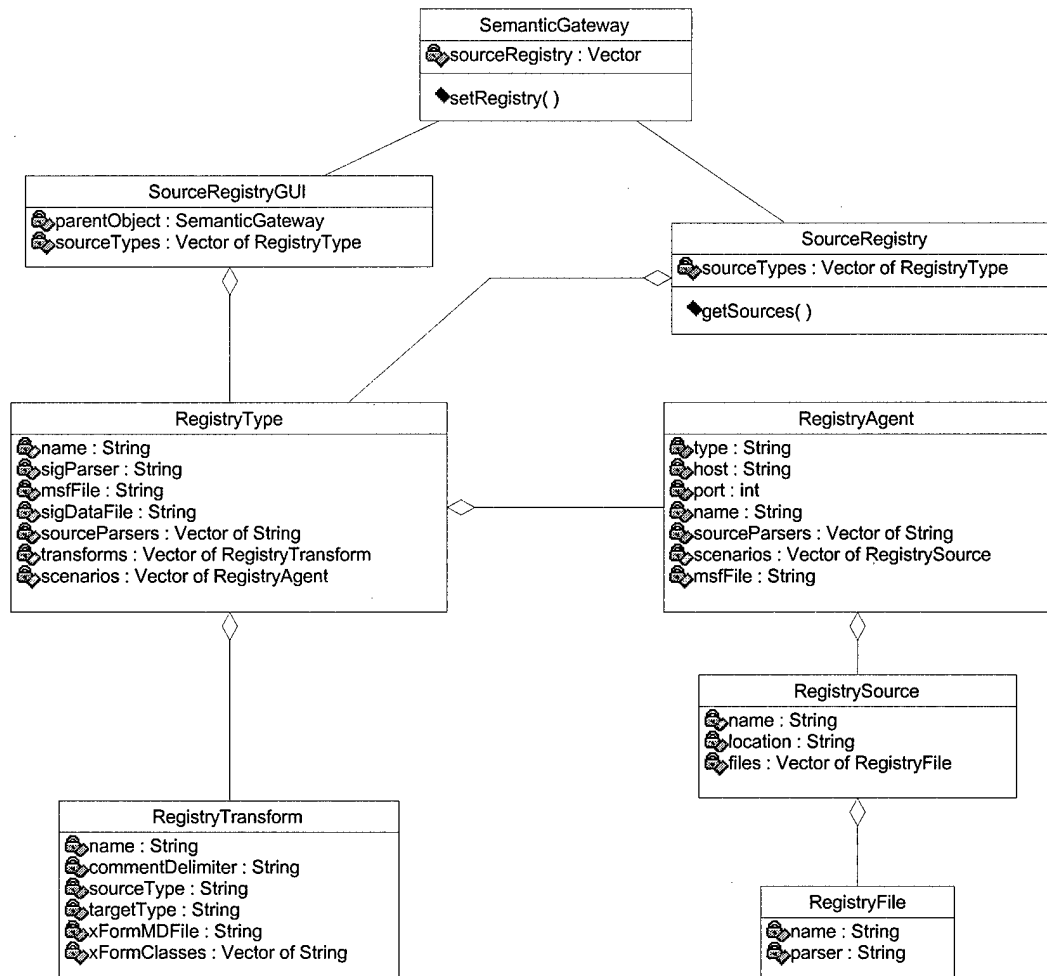 SemanticGateway
sourceRegistry : Vector
setRegistry( )
SourceRegistryGUI
parentObject : SemanticGateway
sourceTypes : Vector of RegistryType
SourceRegistry
sourceTypes : Vector of RegistryType
getSources( )
RegistryType
name : String
sigParser : String
msfFile : String
sigDataFile : String
sourceParsers : Vector of String
transforms : Vector of RegistryTransform
scenarios : Vector of RegistryAgent
RegistryAgent
type : String
host : String
port : int
name : String
sourceParsers : Vector of String
scenarios : Vector of RegistrySource
msfFile : String
RegistrySource
name : String
location : String
files : Vector of RegistryFile
RegistryTransform
name : String
commentDelimiter : String
sourceType : String
targetType : String
xFormMDFile : String
xFormClasses : Vector of String
RegistryFile
name : String
parser : String